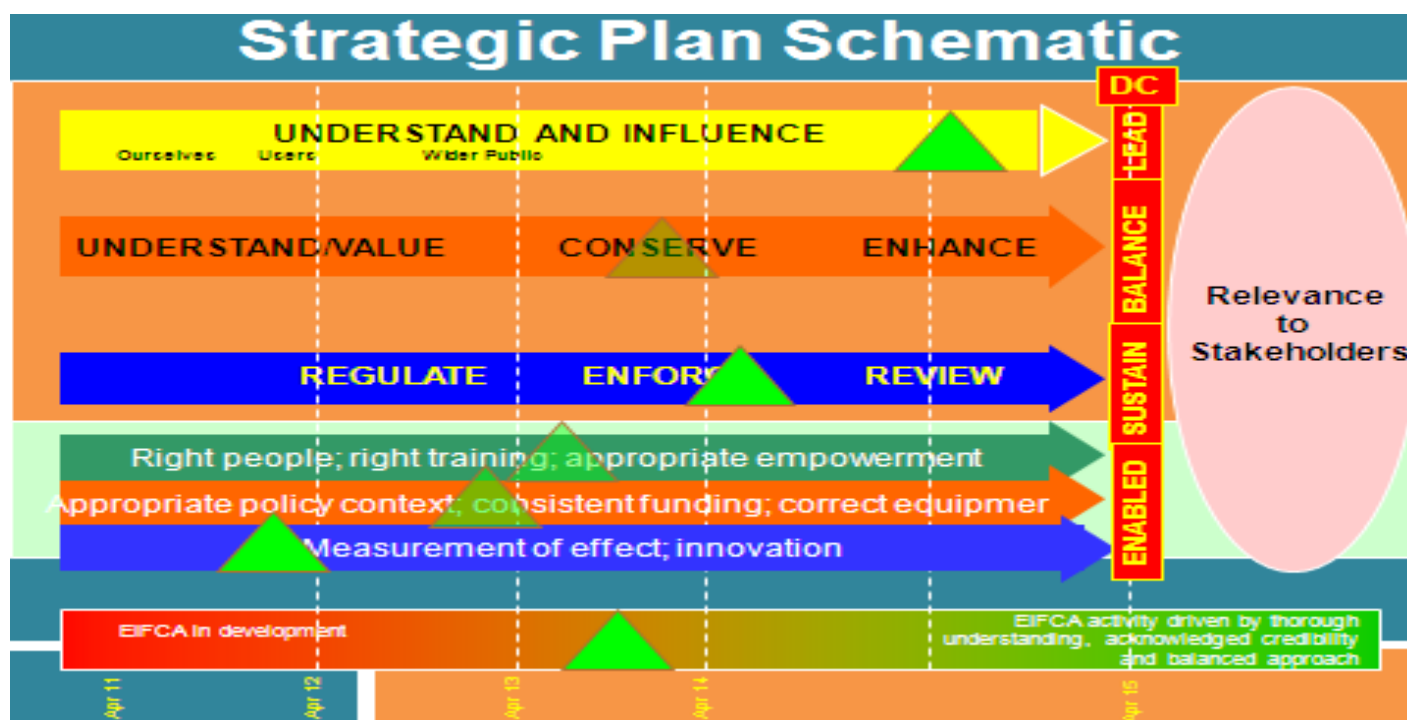 Strategic Plan Schematic
DC
UNDERSTAND AND INFLUENCE
Ourselves Users Wider Public
LEAD
UNDERSTAND/VALUE CONSERVE ENHANCE
BALANCE
Relevance
to
Stakeholders
REGULATE ENFORS REVIEW
SUSTAIN
Right people; right training; appropriate empowerment
Appropriate policy context; consistent funding; correct equipmer
Measurement of effect; innovation
ENABLED
EIFCA in development
EIFCA activity driven by thorough
understanding, acknowledged credibility
and balanced approach
Apr 11
Apr 12
Apr 13
Apr 14
Apr 15